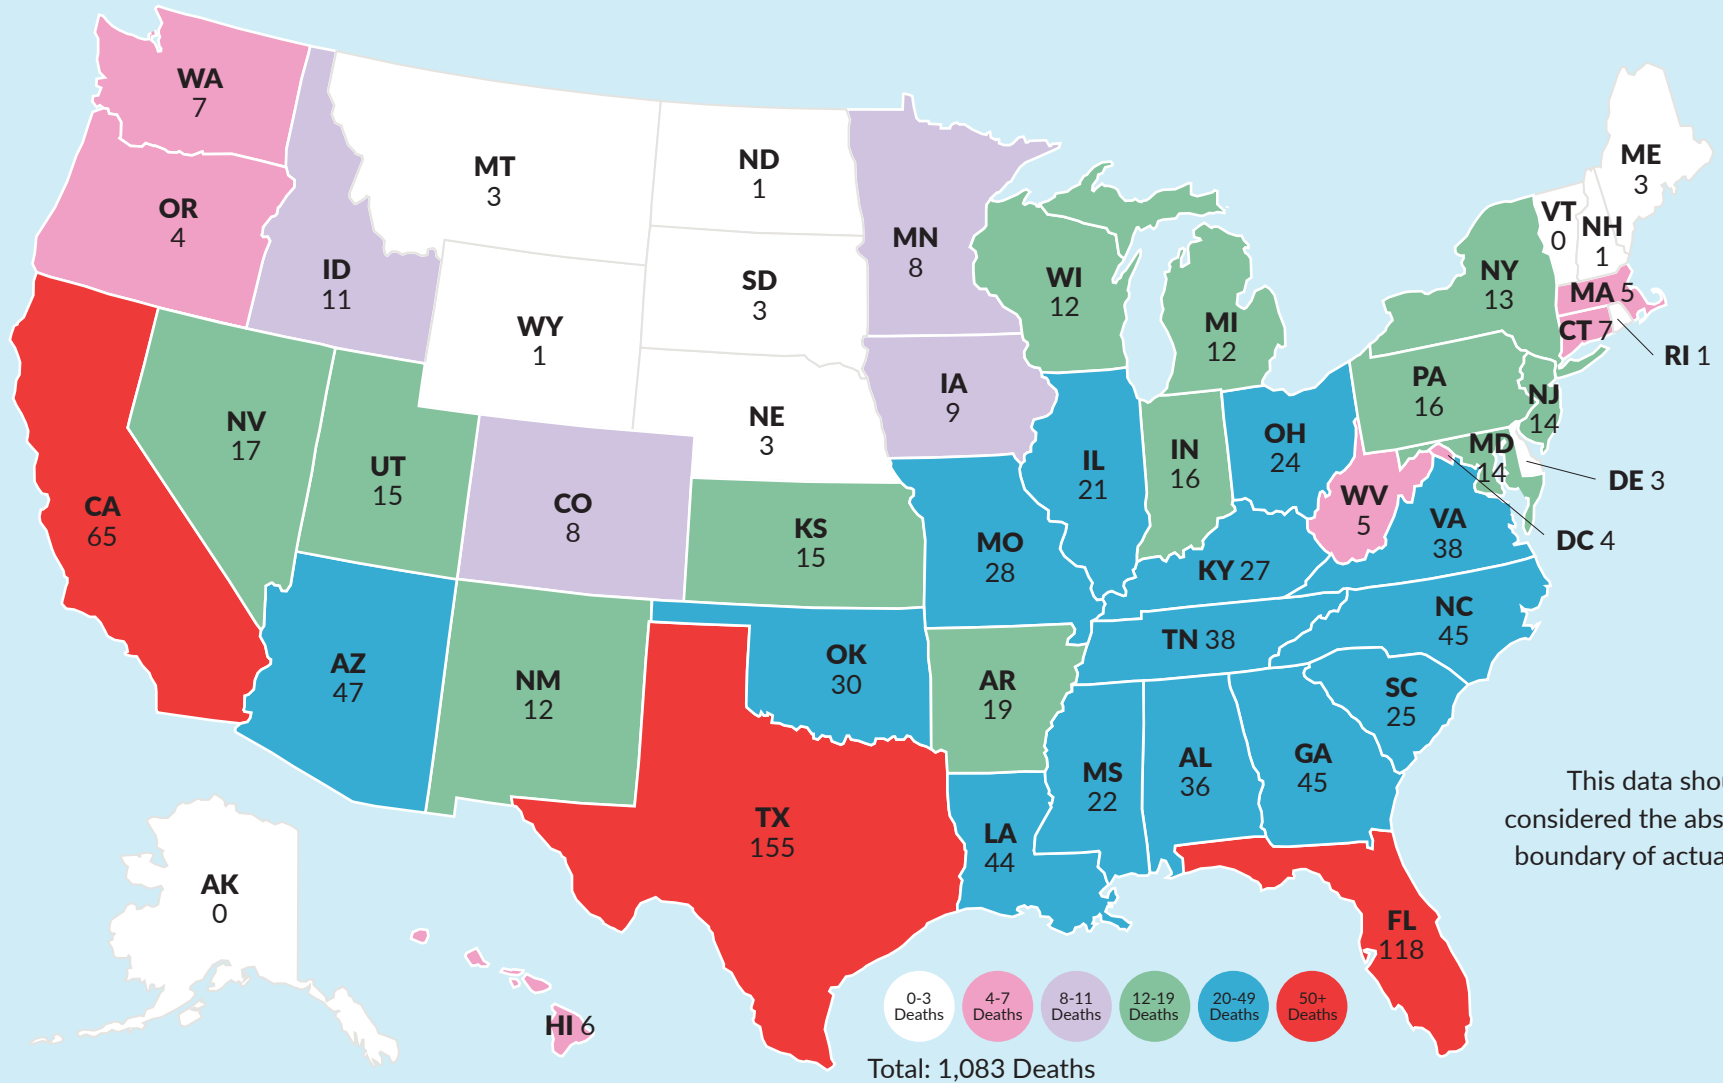 WA
7
OR
4
CA
65
ID
11
NV
17
UT
15
AZ
47
MT
3
WY
1
CO
8
NM
12
ND
1
SD
3
NE
3
KS
15
OK
30
TX
155
MN
8
IA
9
MO
28
AR
19
LA
44
WI
12
IL
21
MI
12
IN
16
OH
24
KY 27
TN 38
MS
22
AL
36
GA
45
FL
118
SC
25
NC
45
VA
38
WV
5
PA
16
NY
13
VT
0
NH
1
ME
3
MA 5
CT 7
RI 1
NJ
14
MD
14
DE 3
DC 4
AK
0
HI 6
This data
considered the
boundary of
0-3
Deaths
4-7
Deaths
8-11
Deaths
12-19
Deaths
20-49
Deaths
50+
Deaths
Total: 1,083 Deaths